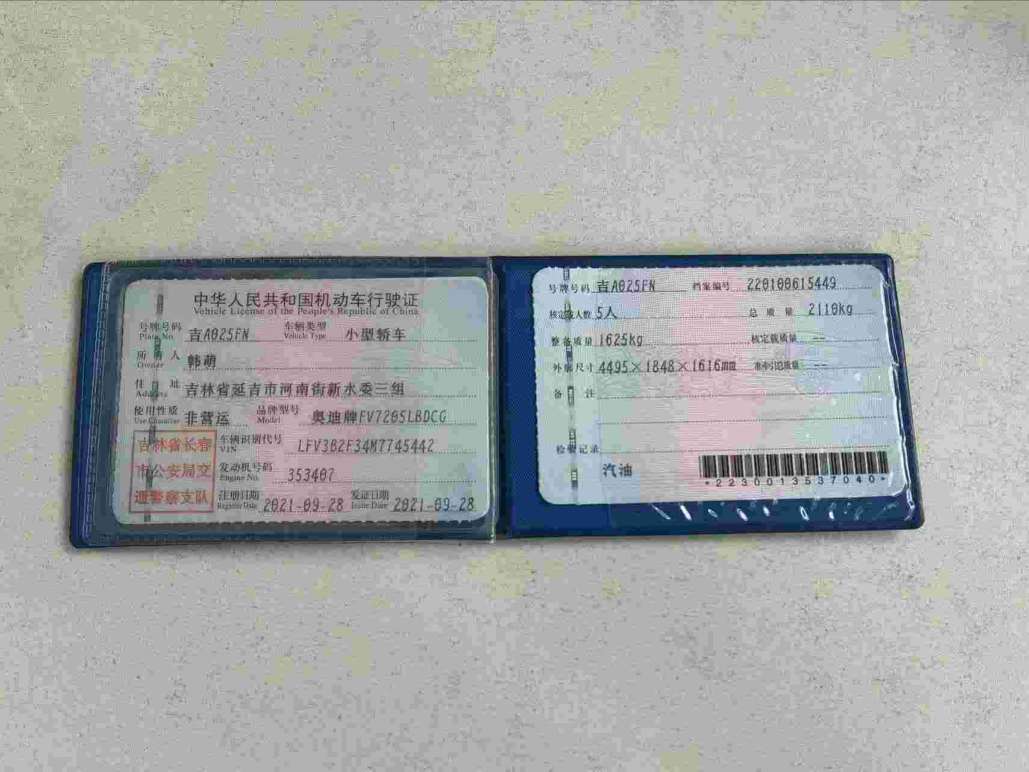 中华人民共和国机动车行驶证
Vehicle License of the People's Republic of China
号牌号码 Plate No. 吉A025FN 车辆类型 Vehicle Type 小型轿车
所有人 Owner 韩萌
住址 Address 吉林省延吉市河南街新水委三组
使用性质 Use Character 非营运 品牌型号 Model 奥迪牌FV7205LBDCG
吉林省长春市公安局交通警察支队
车辆识别代号 VIN LFV3B2F34M7745442
发动机号码 Engine No. 353407
注册日期 Register Date 2021-09-28 发证日期 Issue Date 2021-09-28
号牌号码 吉A025FN 档案编号 220100615449
核定载人数 5人 总质量 2110kg
整备质量 1625kg 核定载质量 --
外廓尺寸 4495×1848×1616mm 准牵引总质量 --
备注
检验记录
汽油
*2230013537040*